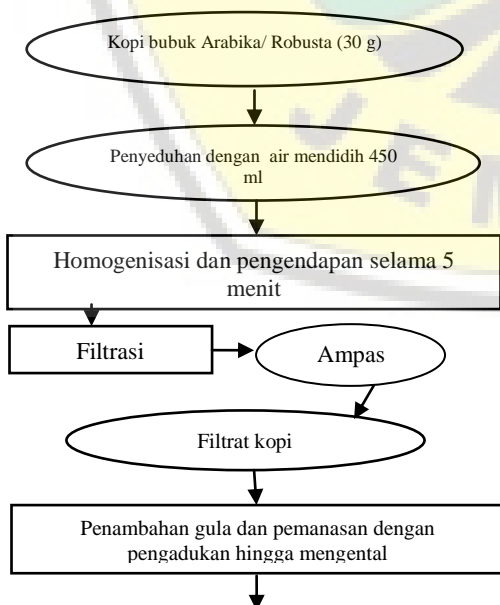 Kopi bubuk Arabika/ Robusta (30 g)
Penyeduhan dengan air mendidih 450
ml
Homogenisasi dan pengendapan selama 5
menit
Filtrasi
Ampas
Filtrat kopi
Penambahan gula dan pemanasan dengan
pengadukan hingga mengental